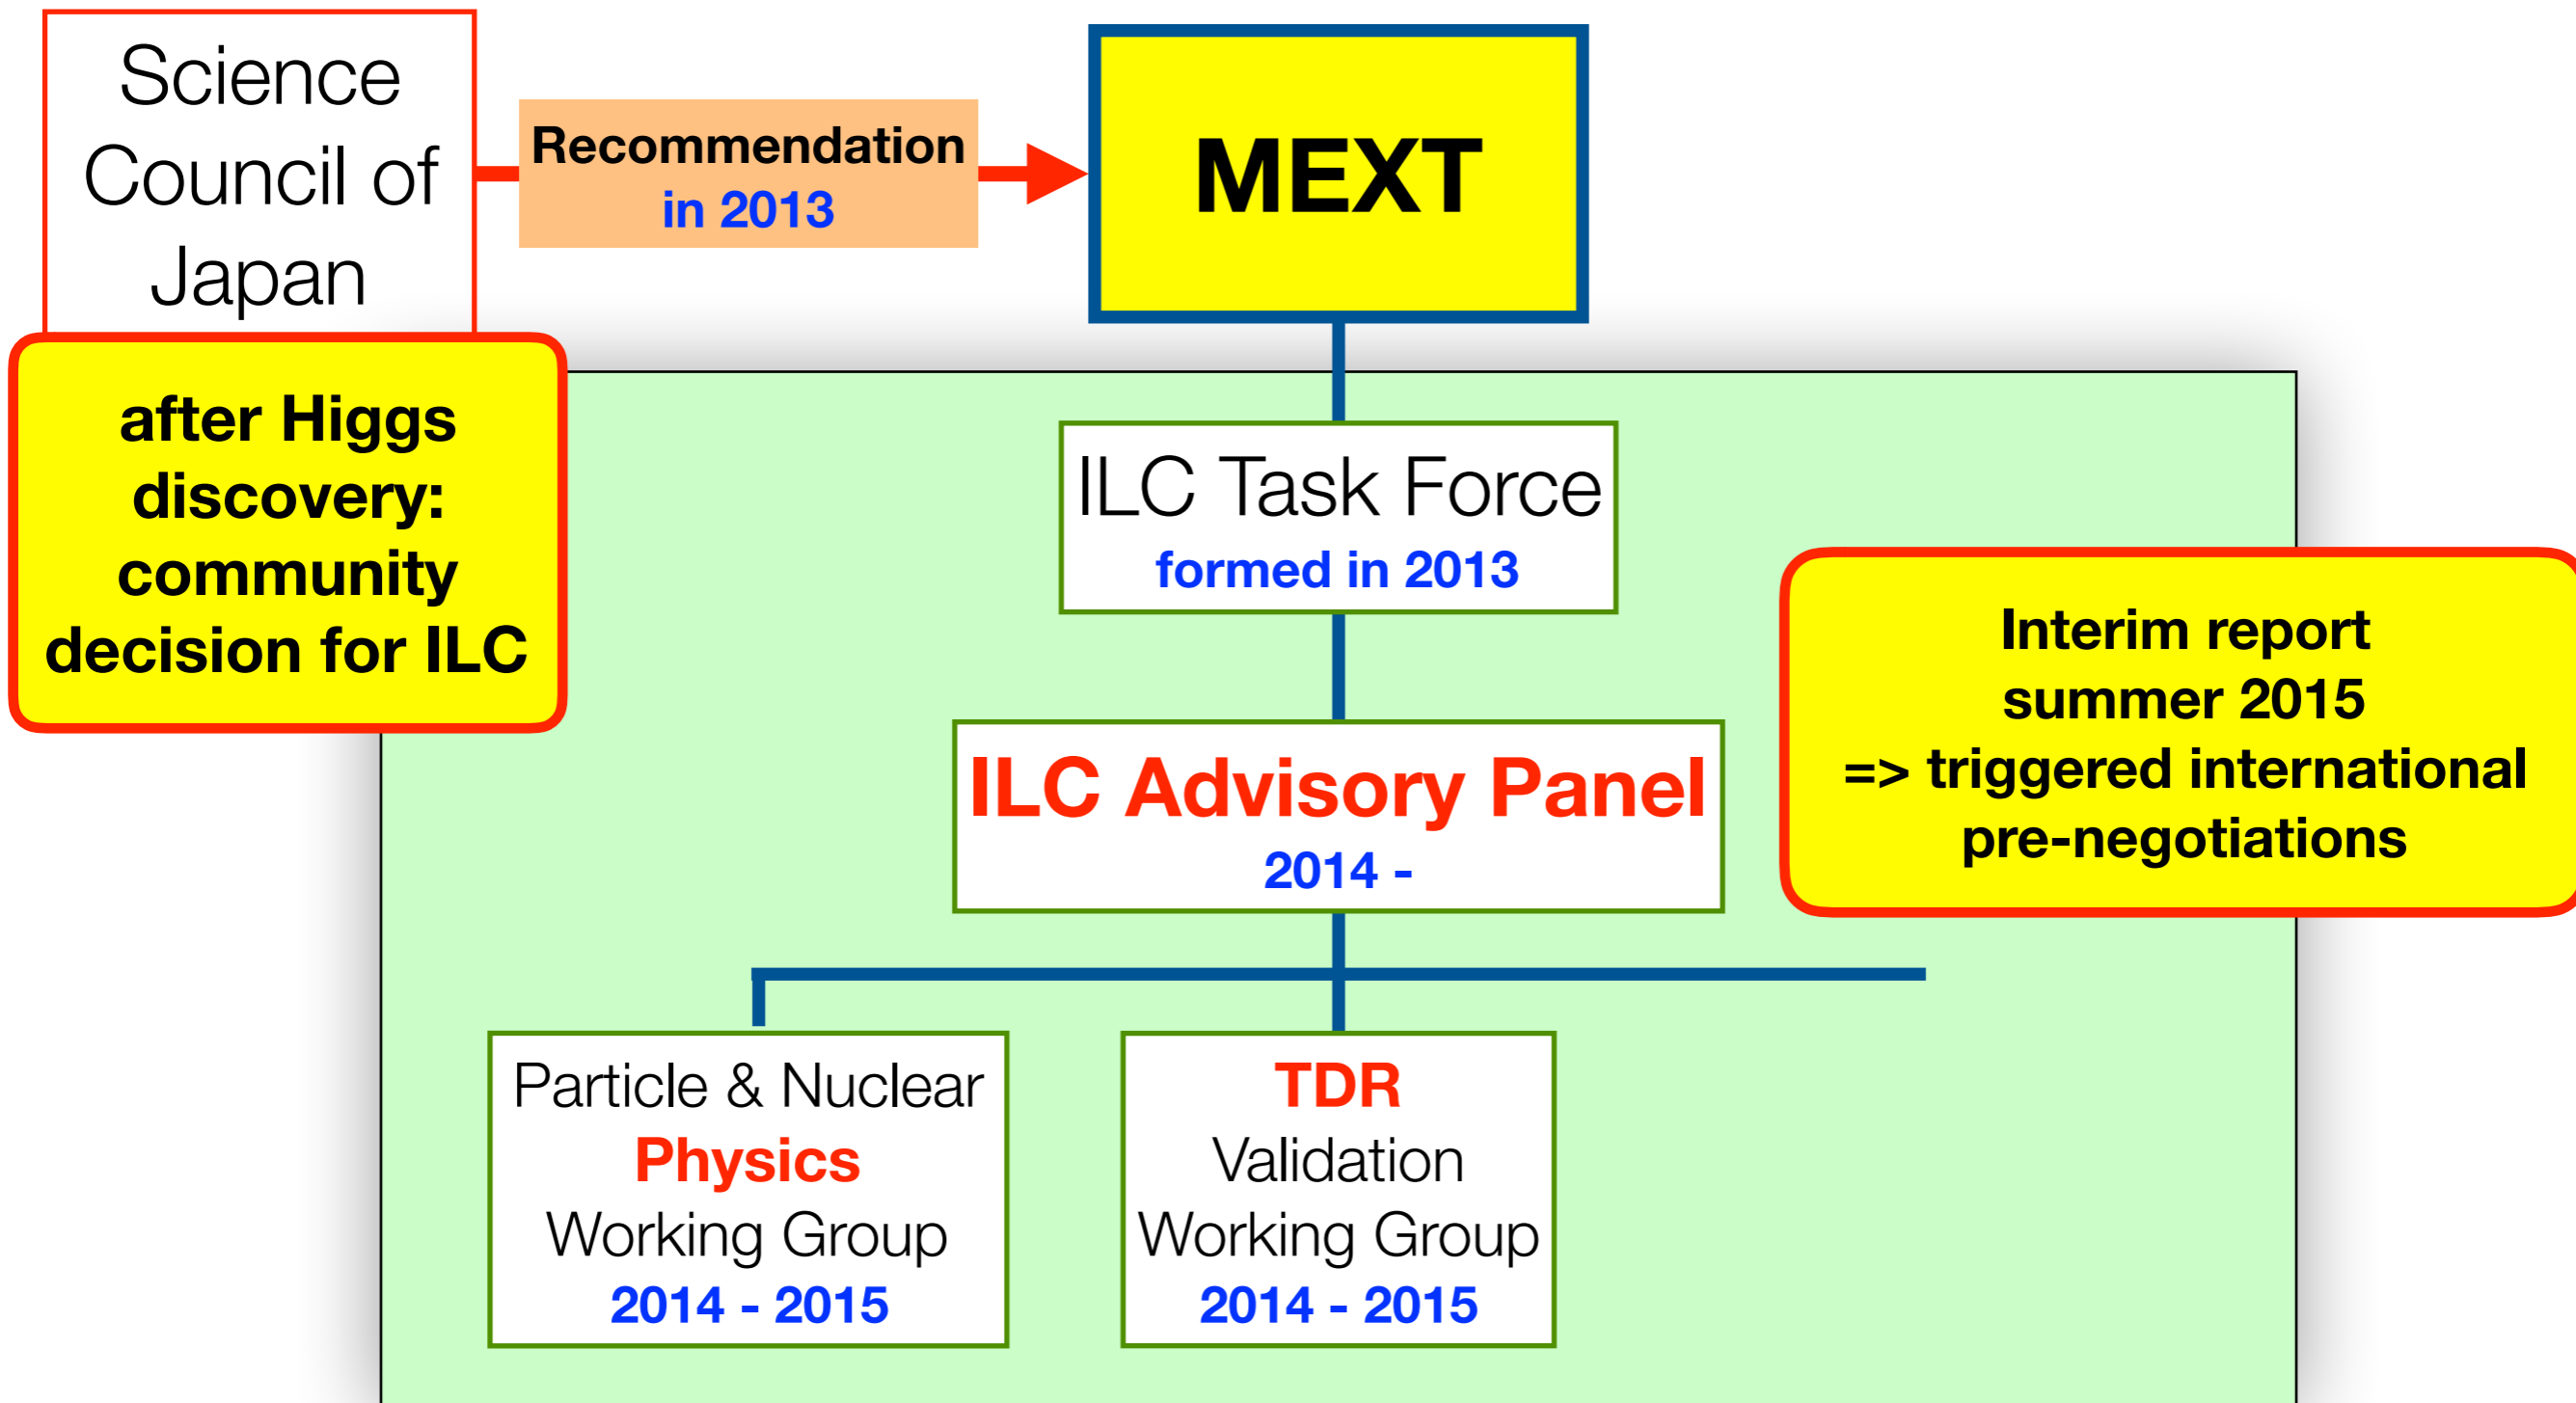 Science
Council of
Japan
Recommendation
in 2013
MEXT
after Higgs
discovery:
community
decision for ILC
ILC Task Force
formed in 2013
Interim report
summer 2015
=> triggered international
pre-negotiations
ILC Advisory Panel
2014 -
Particle & Nuclear
Physics
Working Group
2014 - 2015
TDR
Validation
Working Group
2014 - 2015